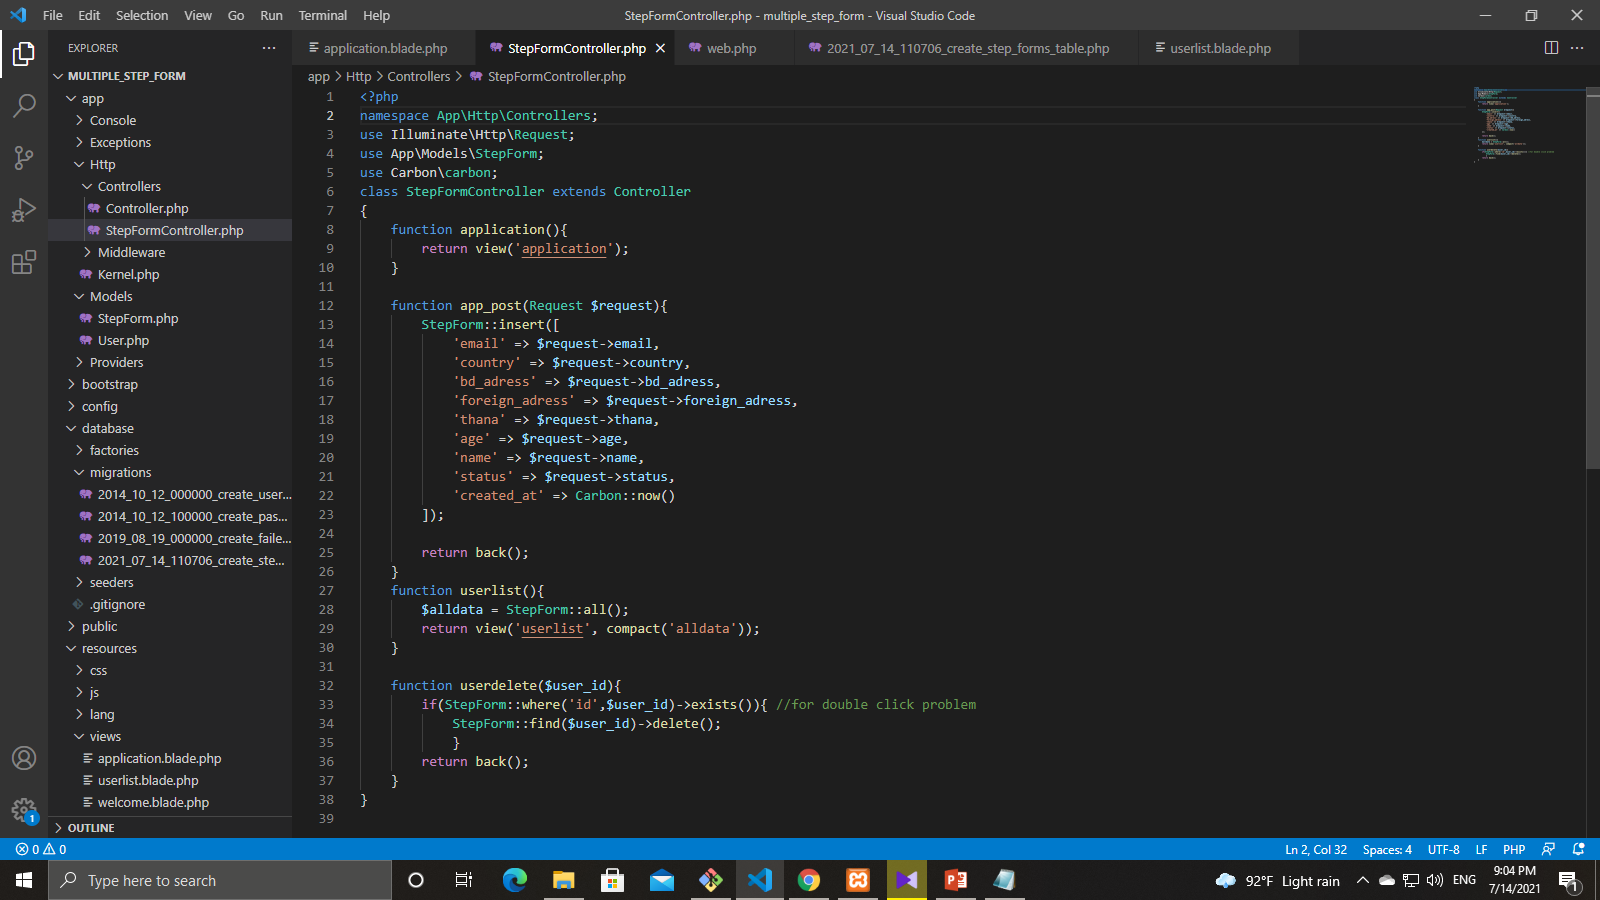 File Edit Selection View Go Run Terminal Help
StepFormController.php - multiple_step_form - Visual Studio Code
EXPLORER
MULTIPLE_STEP_FORM
app
Console
Exceptions
Http
Controllers
Controller.php
StepFormController.php
Middleware
Kernel.php
Models
StepForm.php
User.php
Providers
bootstrap
config
database
factories
migrations
2014_10_12_000000_create_user...
2014_10_12_100000_create_pas...
2019_08_19_000000_create_faile...
2021_07_14_110706_create_ste...
seeders
.gitignore
public
resources
css
js
lang
views
application.blade.php
userlist.blade.php
welcome.blade.php
OUTLINE
application.blade.php StepFormController.php web.php 2021_07_14_110706_create_step_forms_table.php userlist.blade.php
app > Http > Controllers > StepFormController.php
1 <?php
2 namespace App\Http\Controllers;
3 use Illuminate\Http\Request;
4 use App\Models\StepForm;
5 use Carbon\carbon;
6 class StepFormController extends Controller
7 {
8 function application(){
9 return view('application');
10 }
11
12 function app_post(Request $request){
13 StepForm::insert([
14 'email' => $request->email,
15 'country' => $request->country,
16 'bd_adress' => $request->bd_adress,
17 'foreign_adress' => $request->foreign_adress,
18 'thana' => $request->thana,
19 'age' => $request->age,
20 'name' => $request->name,
21 'status' => $request->status,
22 'created_at' => Carbon::now()
23 ]);
24
25 return back();
26 }
27 function userlist(){
28 $alldata = StepForm::all();
29 return view('userlist', compact('alldata'));
30 }
31
32 function userdelete($user_id){
33 if(StepForm::where('id',$user_id)->exists()){ //for double click problem
34 StepForm::find($user_id)->delete();
35 }
36 return back();
37 }
38 }
39
1
0 0
Ln 2, Col 32 Spaces: 4 UTF-8 LF PHP
Type here to search
92°F Light rain ENG
9:04 PM
7/14/2021
1